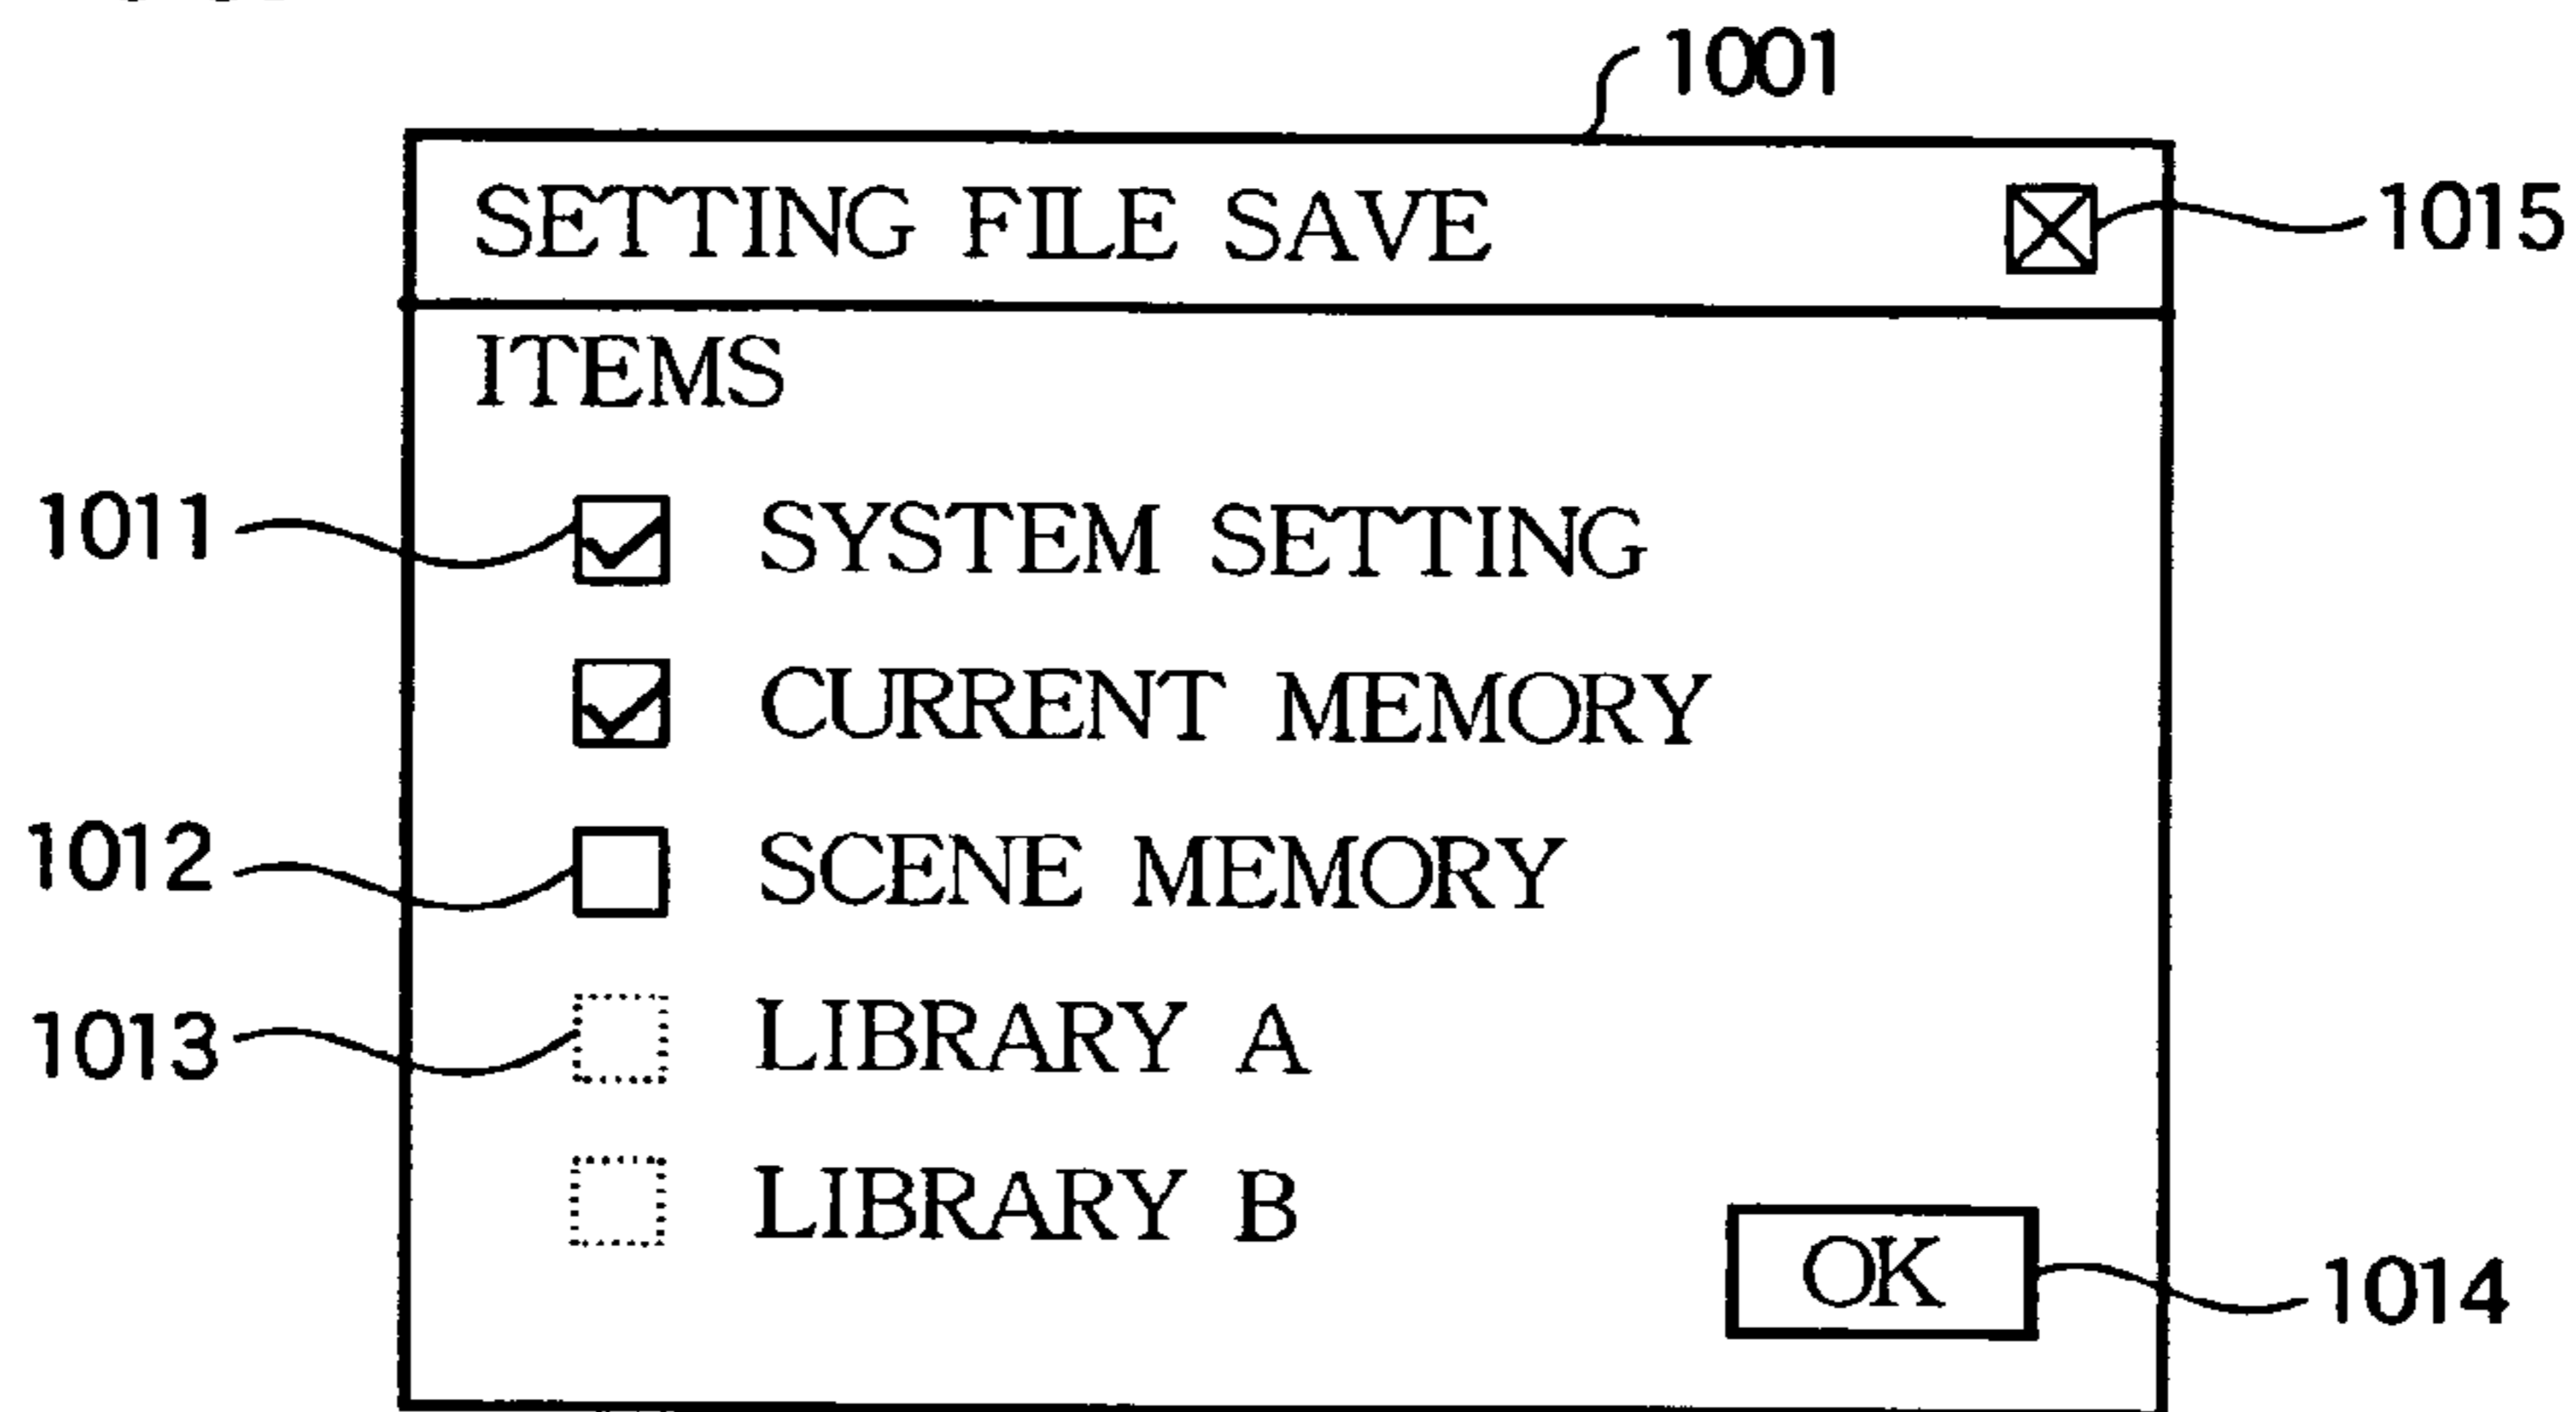 1001
SETTING FILE SAVE
1015
ITEMS
1011 SYSTEM SETTING
CURRENT MEMORY
1012 SCENE MEMORY
1013 LIBRARY A
LIBRARY B
OK
1014